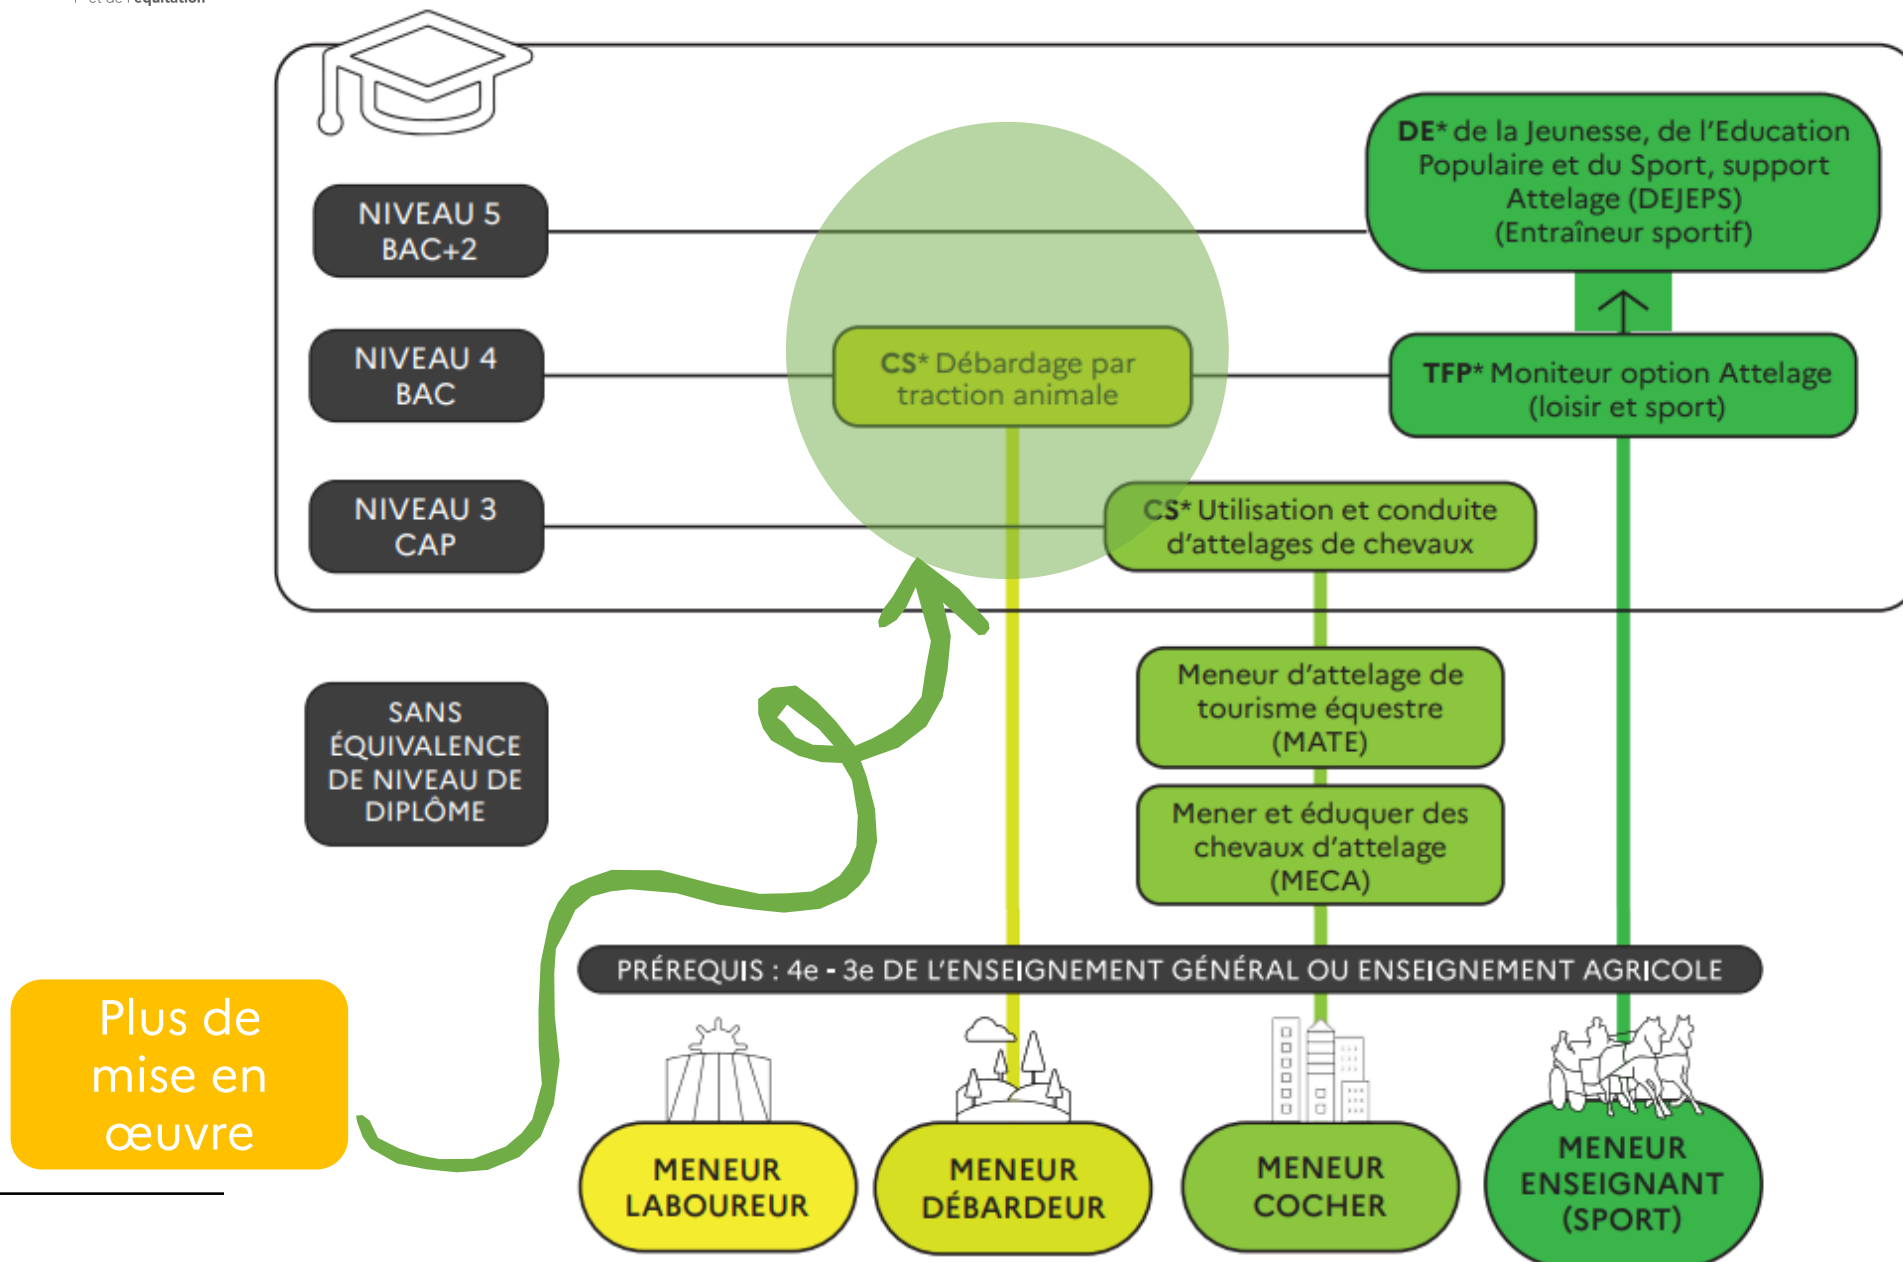 et de l'équitation
DE* de la Jeunesse, de l'Education
Populaire et du Sport, support
Attelage (DEJEPS)
(Entraîneur sportif)
NIVEAU 5
BAC+2
NIVEAU 4
BAC
CS* Débardage par
traction animale
TFP* Moniteur option Attelage
(loisir et sport)
NIVEAU 3
CAP
CS* Utilisation et conduite
d'attelages de chevaux
SANS
ÉQUIVALENCE
DE NIVEAU DE
DIPLÔME
Meneur d'attelage de
tourisme équestre
(MATE)
Mener et éduquer des
chevaux d'attelage
(MECA)
PRÉREQUIS : 4e - 3e DE L'ENSEIGNEMENT GÉNÉRAL OU ENSEIGNEMENT AGRICOLE
Plus de
mise en
œuvre
MENEUR
LABOUREUR
MENEUR
DÉBARDEUR
MENEUR
COCHER
MENEUR
ENSEIGNANT
(SPORT)